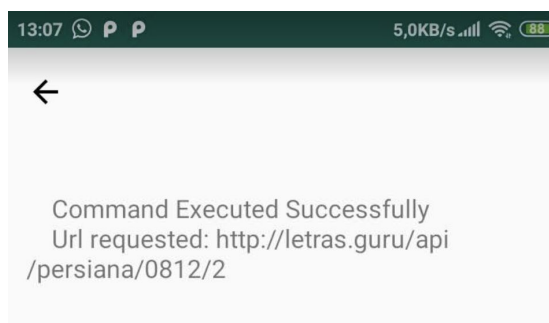 13:07 P P 5,0KB/s 88
Command Executed Successfully
Url requested: http://letras.guru/api
/persiana/0812/2